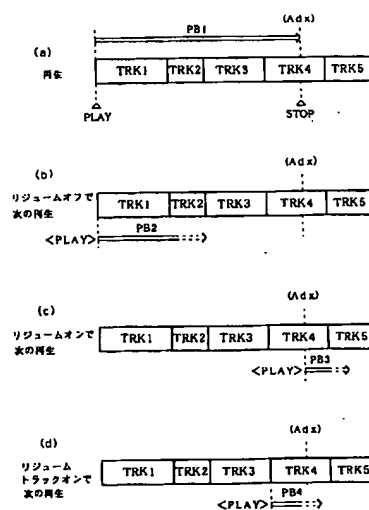 PB1
(Adx)
(a)
再生
TRK1 TRK2 TRK3 TRK4 TRK5
PLAY
STOP
(b)
(Adx)
リジュームオフで
次の再生
TRK1 TRK2 TRK3 TRK4 TRK5
<PLAY>
PB2
(c)
(Adx)
リジュームオンで
次の再生
TRK1 TRK2 TRK3 TRK4 TRK5
<PLAY>
PB3
(d)
(Adx)
リジューム
トラックオンで
次の再生
TRK1 TRK2 TRK3 TRK4 TRK5
<PLAY>
PB4